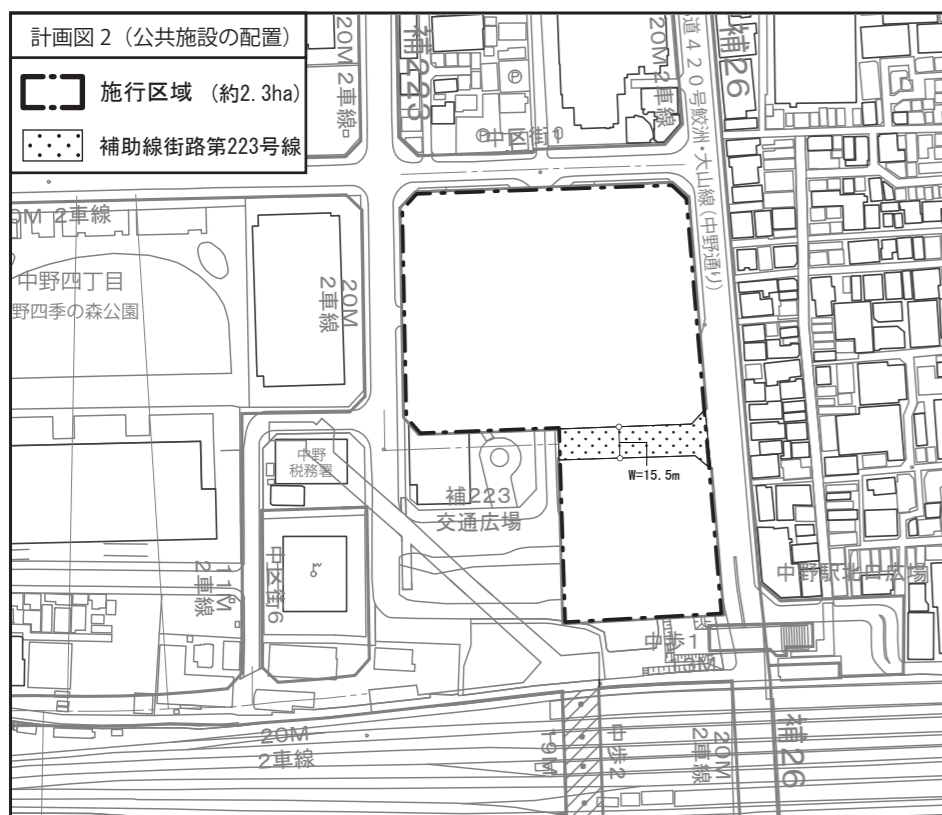 計画図 2（公共施設の配置）
施行区域 （約2.3ha）
補助線街路第223号線
20M 2車線
補223
中区街1
20M 2車線
道420号鮫洲・大山線(中野通り)
補26
0M 2車線
中野四丁目
野四季の森公園
20M
2車線
中野
税務署
補223
交通広場
W=15.5m
11M
2車線
中区街6
中野駅北口広場
中歩1
20M
2車線
19M
中歩2
20M
2車線
補26